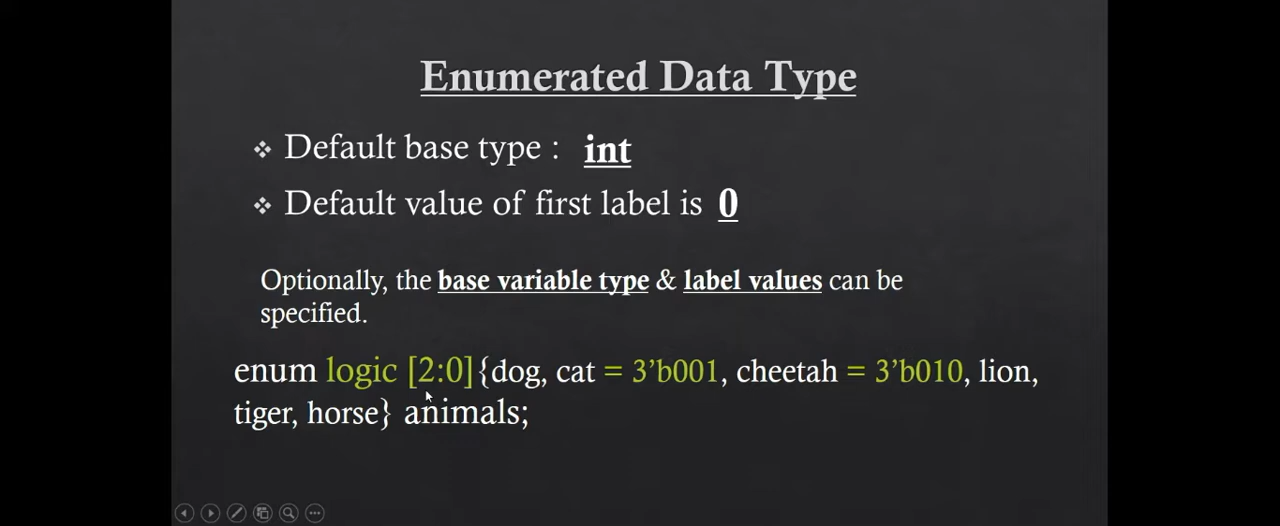 Enumerated Data Type
❖ Default base type : int
❖ Default value of first label is 0
Optionally, the base variable type & label values can be
specified.
enum logic [2:0]{dog, cat = 3’b001, cheetah = 3’b010, lion,
tiger, horse} animals;